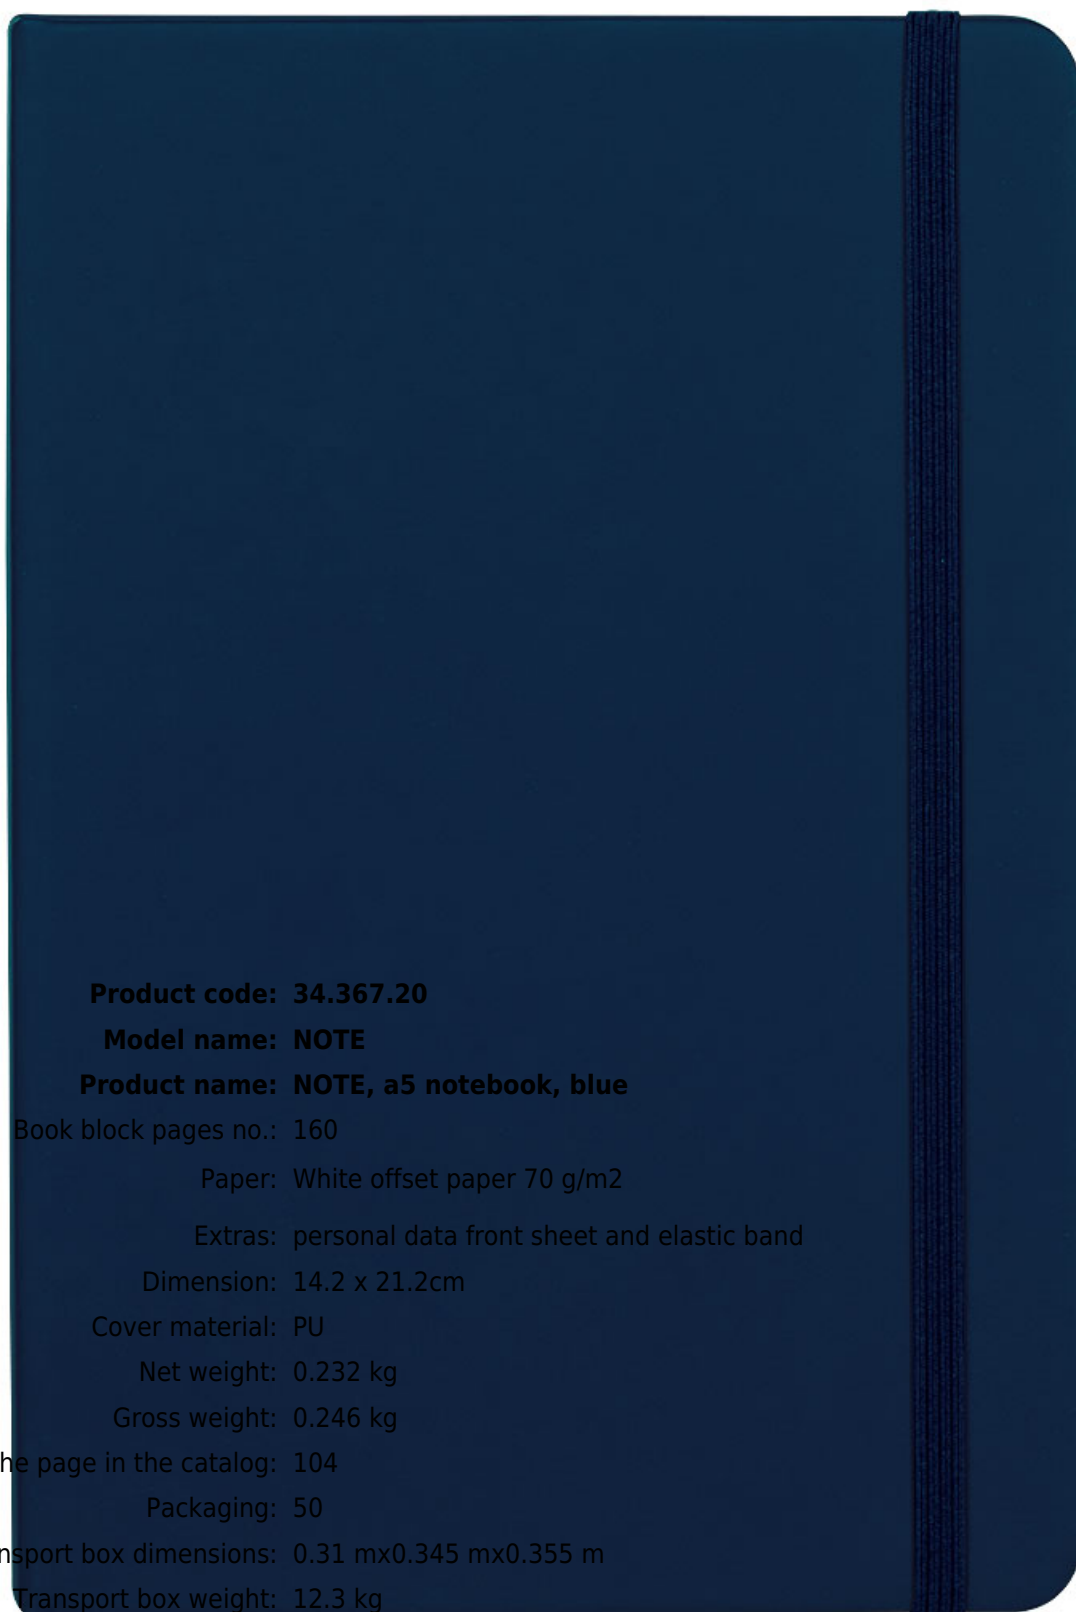 Product code: 34.367.20
Model name: NOTE
Product name: NOTE, a5 notebook, blue
Book block pages no.: 160
Paper: White offset paper 70 g/m2
Extras: personal data front sheet and elastic band
Dimension: 14.2 x 21.2cm
Cover material: PU
Net weight: 0.232 kg
Gross weight: 0.246 kg
he page in the catalog: 104
Packaging: 50
nsport box dimensions: 0.31 mx0.345 mx0.355 m
Transport box weight: 12.3 kg